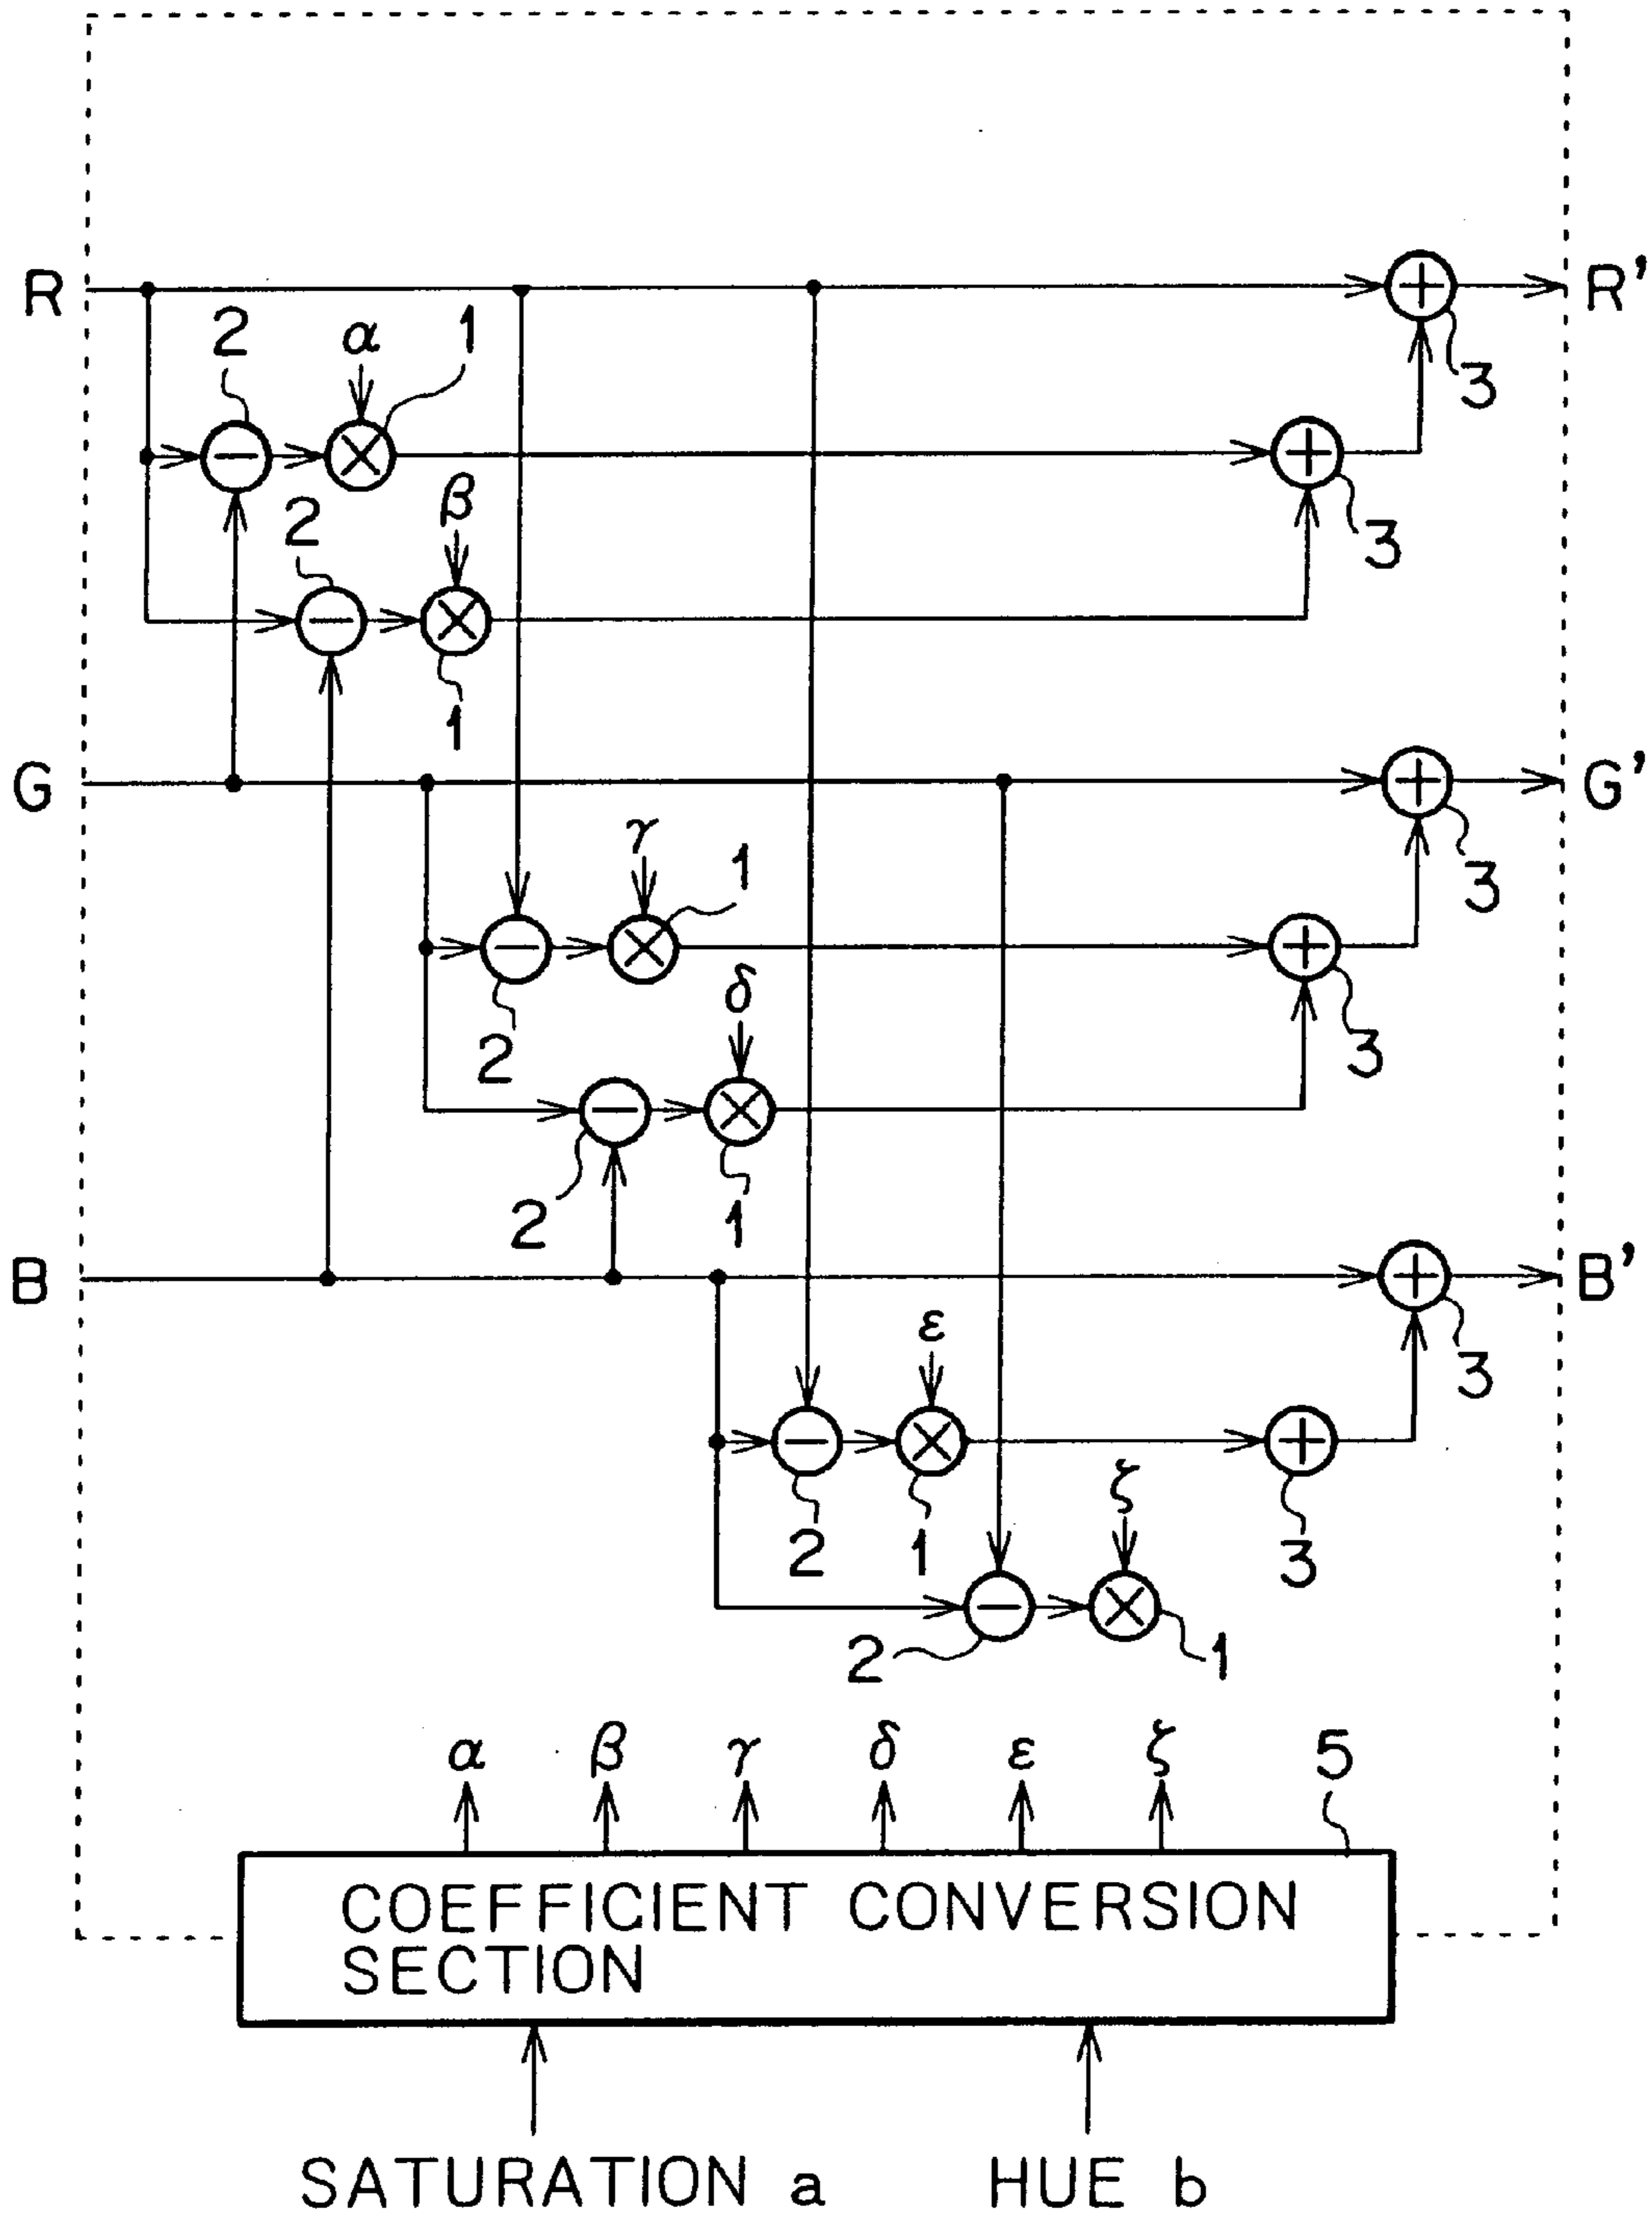 R
R'
2
α
1
3
2
β
3
1
G
G'
γ
1
3
δ
2
3
2
1
B
B'
ε
3
ζ
2
1
3
2
1
α β γ δ ε ζ 5
COEFFICIENT CONVERSION
SECTION
SATURATION a HUE b